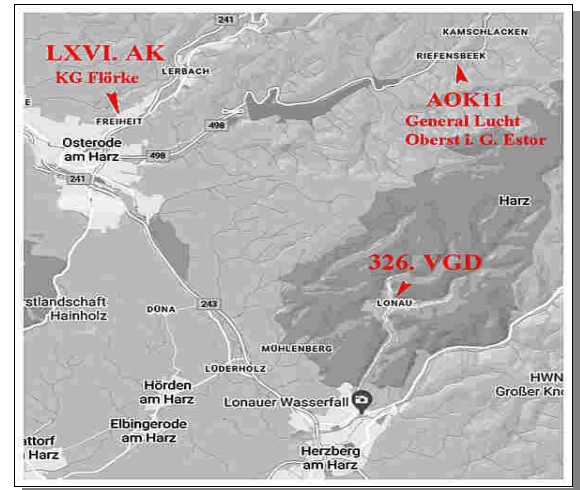 241
KAMSCHLACKEN
LXVI. AK
KG Flörke
RIEFENSBEEK
LERBACH
AOK11
General Lucht
Oberst i. G. Estor
FREIHEIT
498
Osterode
am Harz
498
241
Harz
326. VGD
LONAU
rstlandschaft
Hainholz
DÜNA
243
MÜHLENBERG
LÜDERHOLZ
HWN
Großer Kno
Hörden
am Harz
Lonauer Wasserfall
Elbingerode
am Harz
attorf
n Harz
Herzberg
am Harz